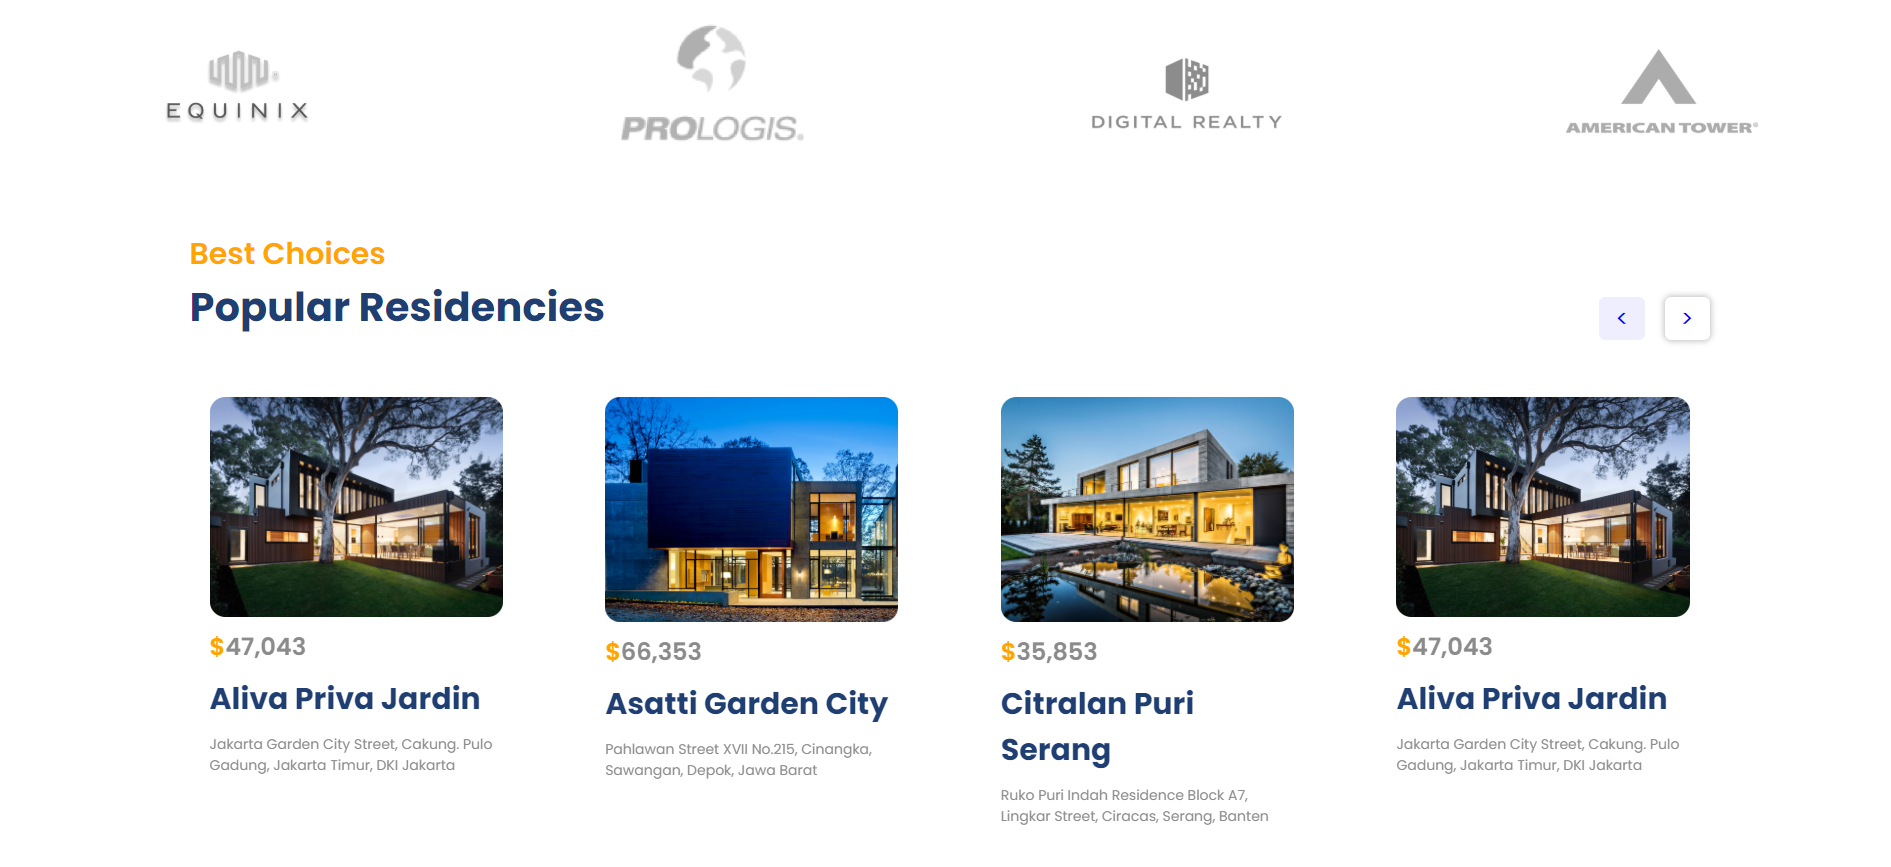 EQUINIX
PROLOGIS®
DIGITAL REALTY
AMERICAN TOWER®
Best Choices
Popular Residencies
<
>
$47,043
Aliva Priva Jardin
Jakarta Garden City Street, Cakung. Pulo
Gadung, Jakarta Timur, DKI Jakarta
$66,353
Asatti Garden City
Pahlawan Street XVII No.215, Cinangka,
Sawangan, Depok, Jawa Barat
$35,853
Citralan Puri
Serang
Ruko Puri Indah Residence Block A7,
Lingkar Street, Ciracas, Serang, Banten
$47,043
Aliva Priva Jardin
Jakarta Garden City Street, Cakung. Pulo
Gadung, Jakarta Timur, DKI Jakarta